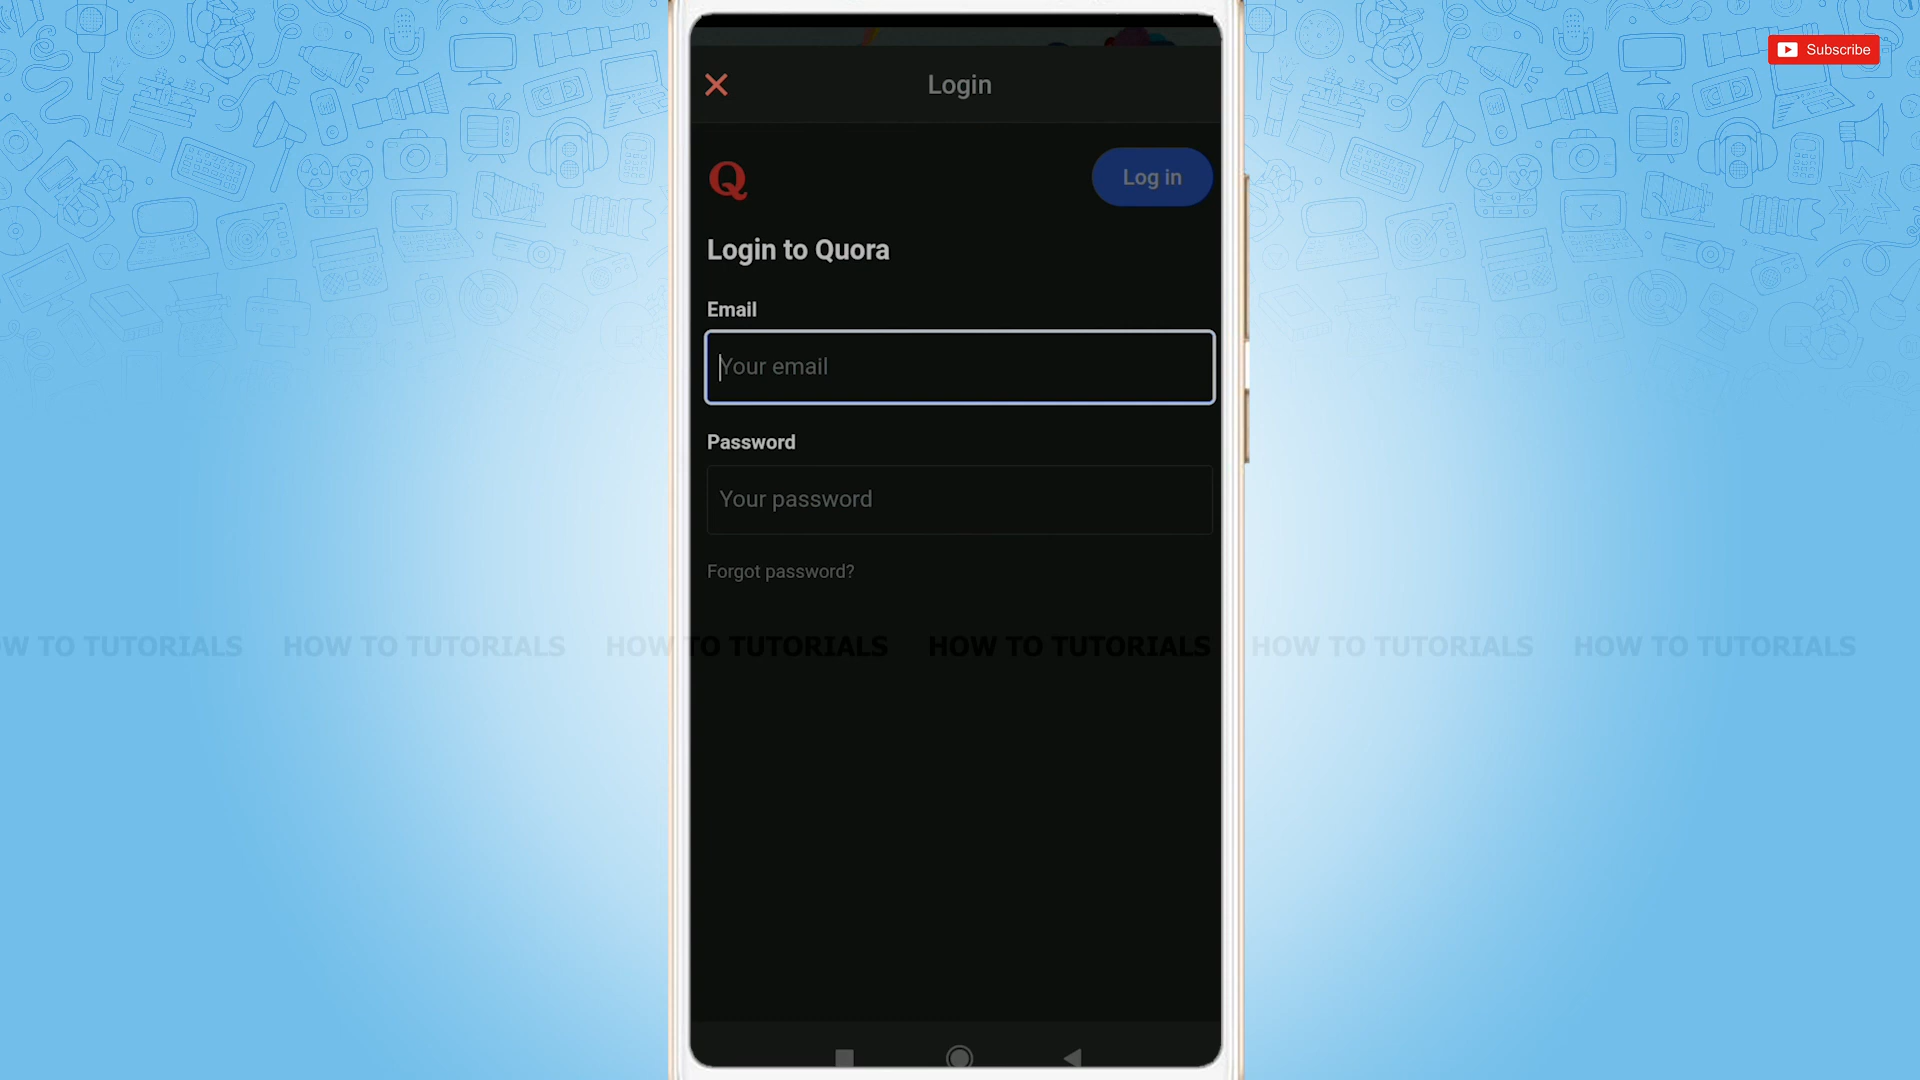 Subscribe
Login
Q
Log in
Login to Quora
Email
Your email
Password
Your password
Forgot password?
W TO TUTORIALS HOW TO TUTORIALS HOW TO TUTORIALS HOW TO TUTORIALS HOW TO TUTORIALS HOW TO TUTORIALS